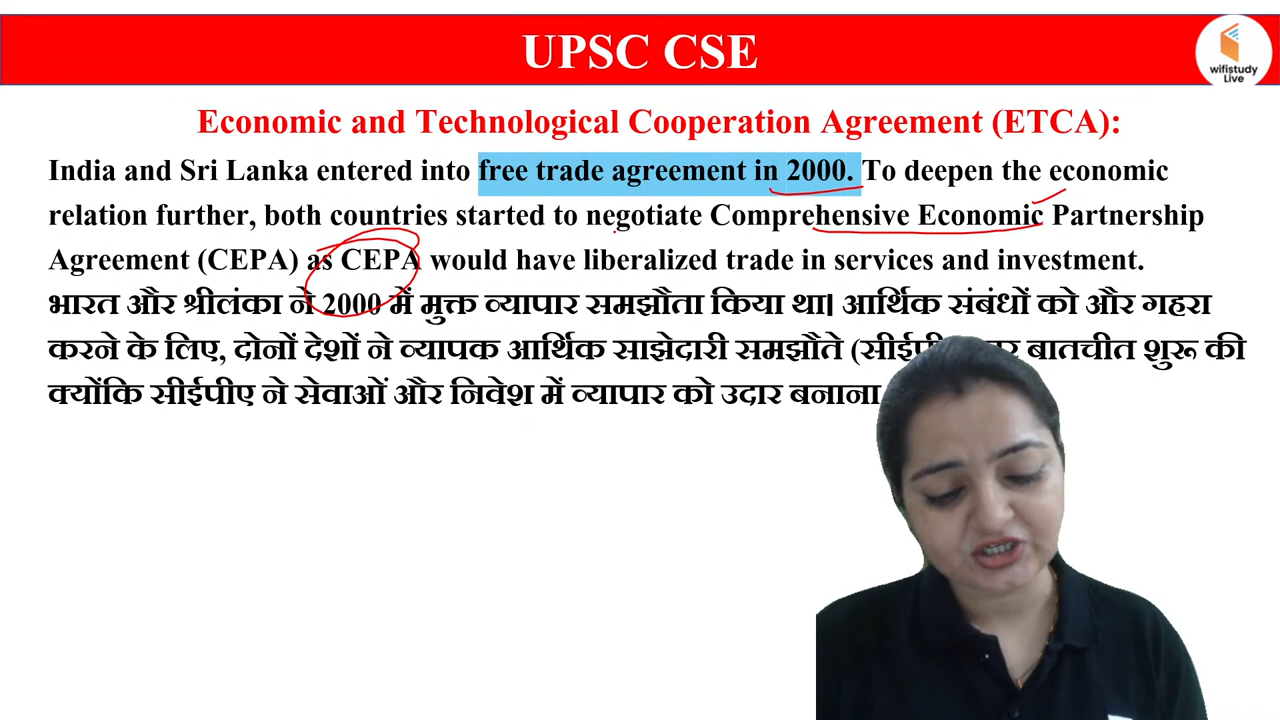 UPSC CSE
wifistudy
Live
Economic and Technological Cooperation Agreement (ETCA):
India and Sri Lanka entered into free trade agreement in 2000. To deepen the economic
relation further, both countries started to negotiate Comprehensive Economic Partnership
Agreement (CEPA) as CEPA would have liberalized trade in services and investment.
भारत और श्रीलंका ने 2000 में मुक्त व्यापार समझौता किया था। आर्थिक संबंधों को और गहरा
करने के लिए, दोनों देशों ने व्यापक आर्थिक साझेदारी समझौते बातचीत शुरू की
क्योंकि सीईपीए ने सेवाओं और निवेश में व्यापार को उदार बनाना